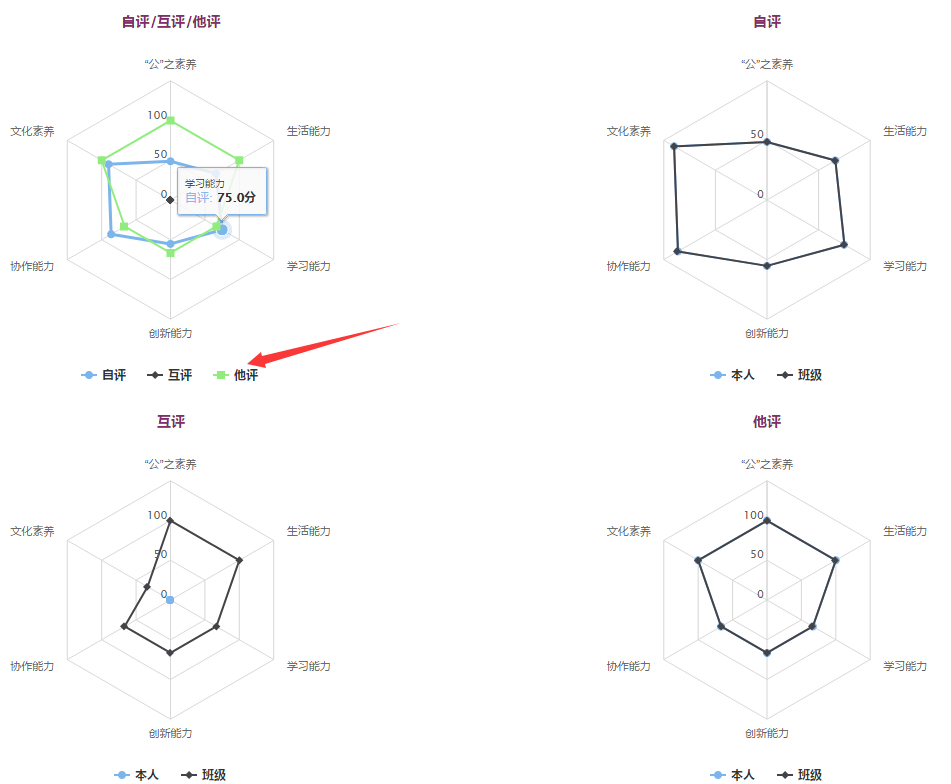 自评/互评/他评
“公”之素养
文化素养
生活能力
100
50
0
学习能力
自评: 75.0分
协作能力
学习能力
创新能力
自评
互评
他评
自评
“公”之素养
文化素养
生活能力
50
0
协作能力
学习能力
创新能力
本人
班级
互评
“公”之素养
文化素养
生活能力
100
50
0
协作能力
学习能力
创新能力
本人
班级
他评
“公”之素养
文化素养
生活能力
100
50
0
协作能力
学习能力
创新能力
本人
班级